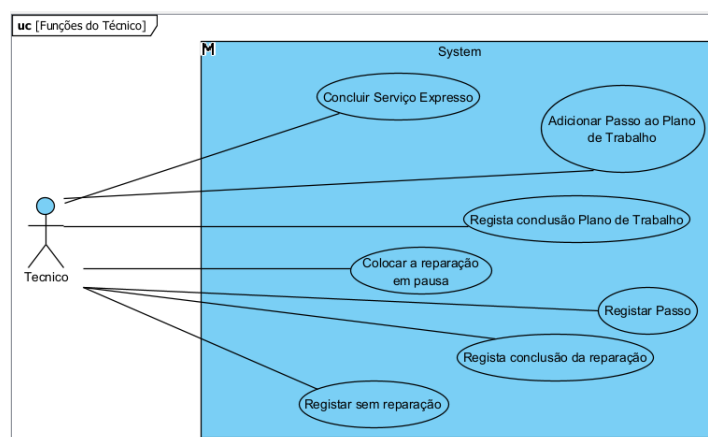 uc [Funções do Técnico]
M
System
Concluir Serviço Expresso
Adicionar Passo ao Plano
de Trabalho
Regista conclusão Plano de Trabalho
Colocar a reparação
em pausa
Tecnico
Registar Passo
Regista conclusão da reparação
Registar sem reparação